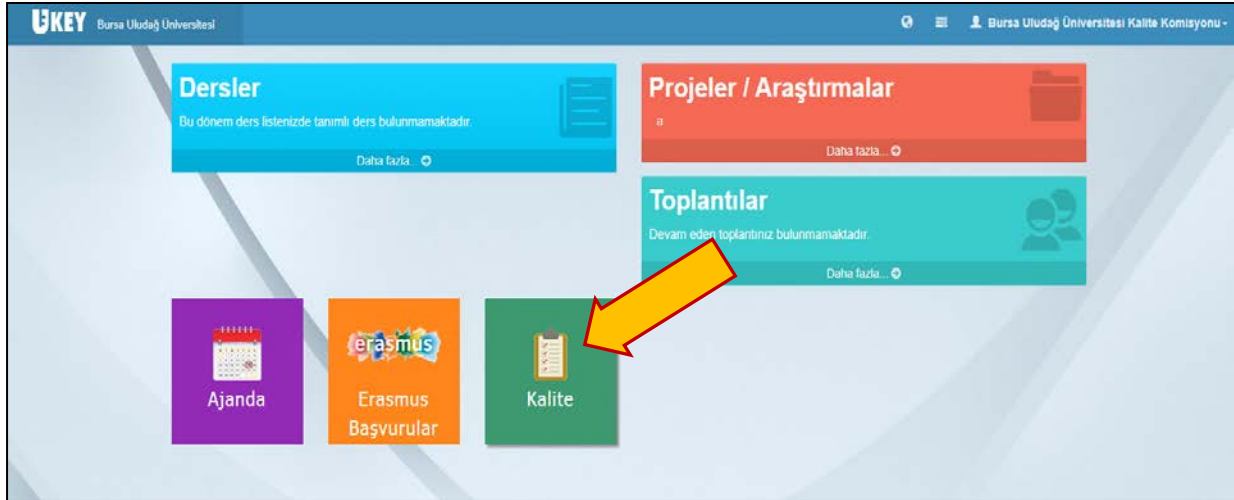 ÜKEY Bursa Uludağ Üniversitesi
Bursa Uludağ Üniversitesi Kalite Komisyonu
Dersler
Bu dönem ders listenizde tanımlı ders bulunmamaktadır.
Daha fazla...
Projeler / Araştırmalar
a
Daha fazla...
Toplantılar
Devam eden toplantınız bulunmamaktadır.
Daha fazla...
Ajanda
erasmus
Erasmus
Başvurular
Kalite